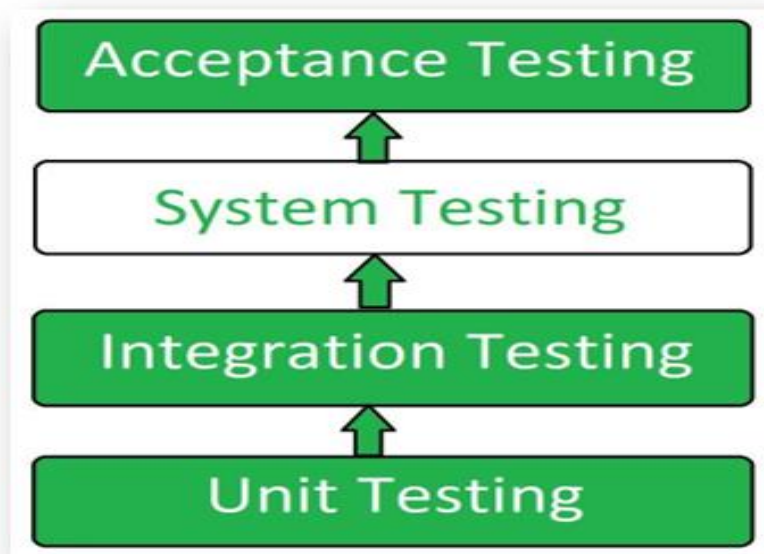 Acceptance Testing
System Testing
Integration Testing
Unit Testing